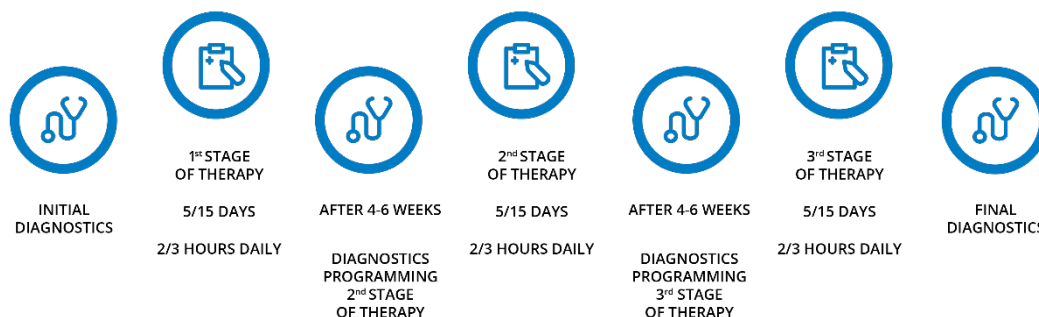 INITIAL
DIAGNOSTICS
1st STAGE
OF THERAPY
5/15 DAYS
2/3 HOURS DAILY
AFTER 4-6 WEEKS
DIAGNOSTICS
PROGRAMMING
2nd STAGE
OF THERAPY
2nd STAGE
OF THERAPY
5/15 DAYS
2/3 HOURS DAILY
AFTER 4-6 WEEKS
DIAGNOSTICS
PROGRAMMING
3rd STAGE
OF THERAPY
3rd STAGE
OF THERAPY
5/15 DAYS
2/3 HOURS DAILY
FINAL
DIAGNOSTICS